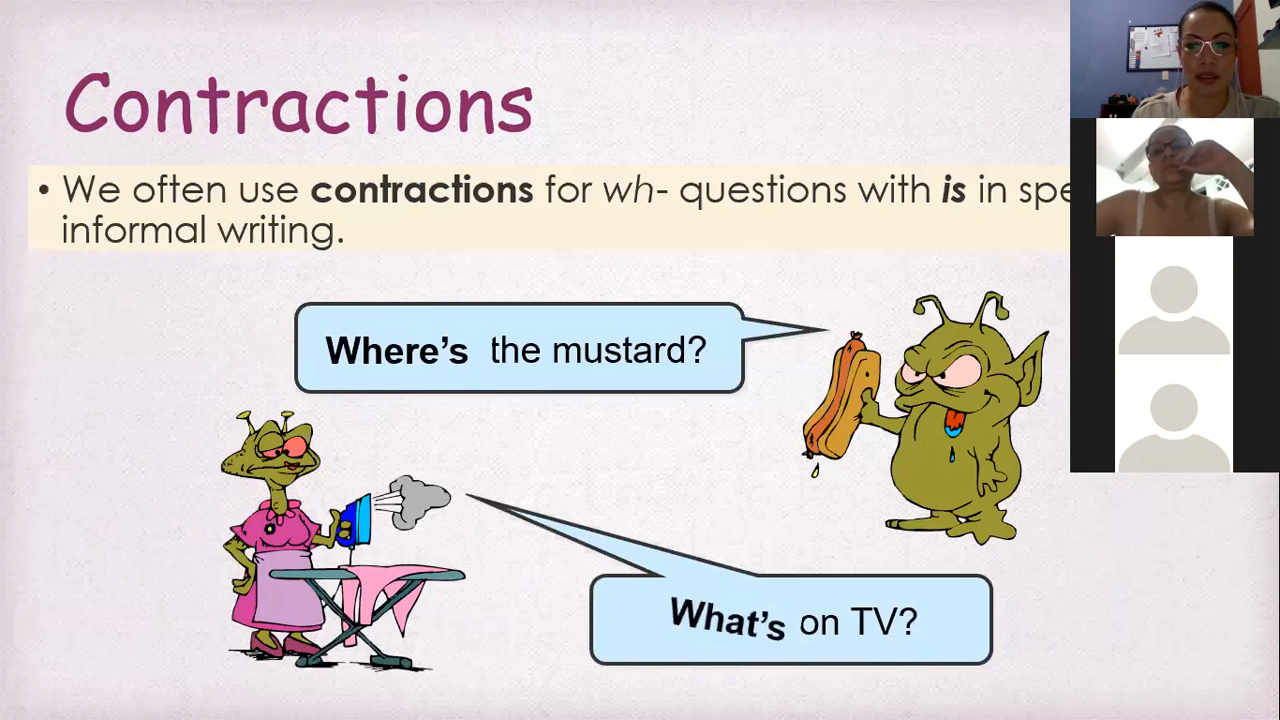 Contractions
• We often use contractions for wh- questions with is in
informal writing.
Where's the mustard?
What's on TV?